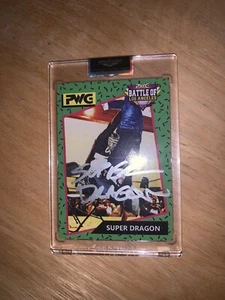 PWG
BATTLE OF
LOS ANGELES
SUPER
DRAGON
SUPER DRAGON